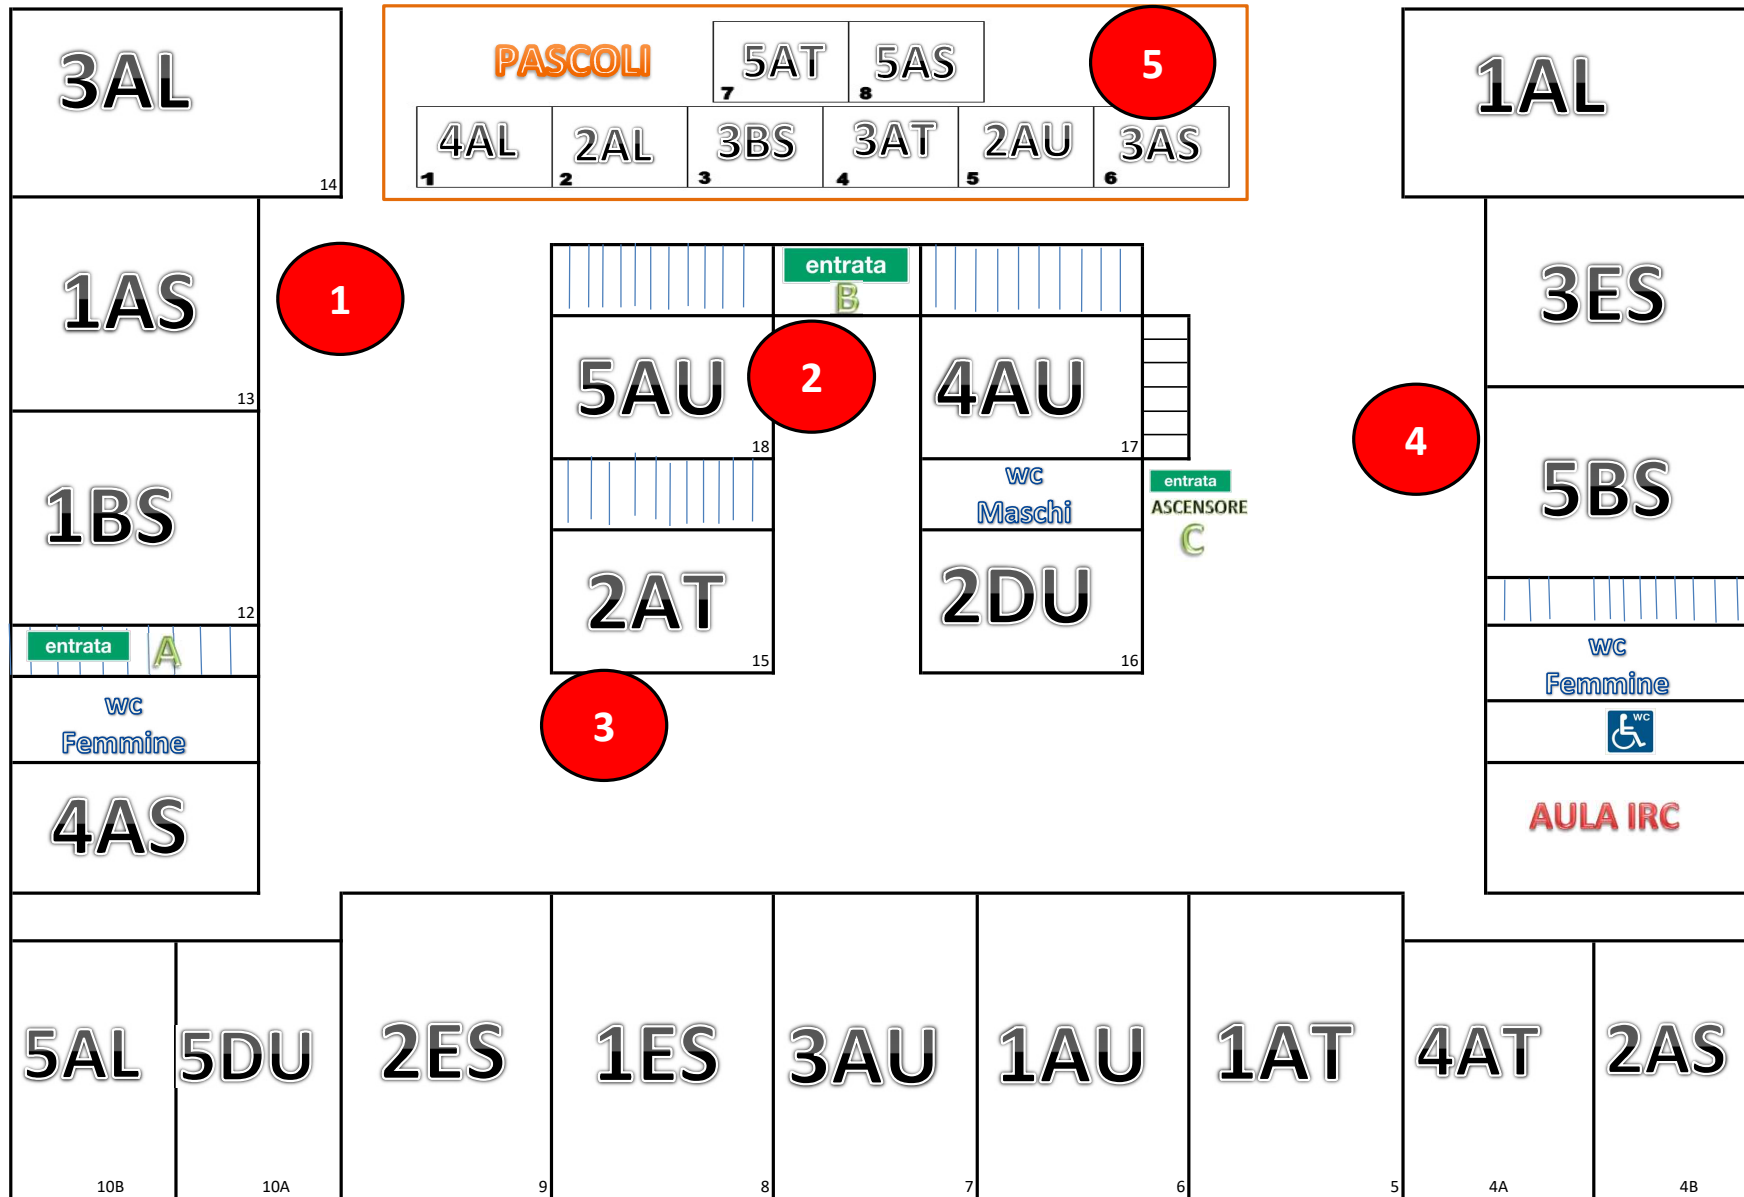 3AL
14
PASCOLI
5AT
7
5AS
8
5
4AL
1
2AL
2
3BS
3
3AT
4
2AU
5
3AS
6
1AL
1AS
13
1
entrata
B
5AU
18
2
4AU
17
3ES
4
5BS
1BS
12
wc
Maschi
entrata
ASCENSORE
C
2AT
15
2DU
16
entrata A
wc
Femmine
wc
Femmine
WC
3
4AS
AULA IRC
5AL
10B
5DU
10A
2ES
9
1ES
8
3AU
7
1AU
6
1AT
5
4AT
4A
2AS
4B